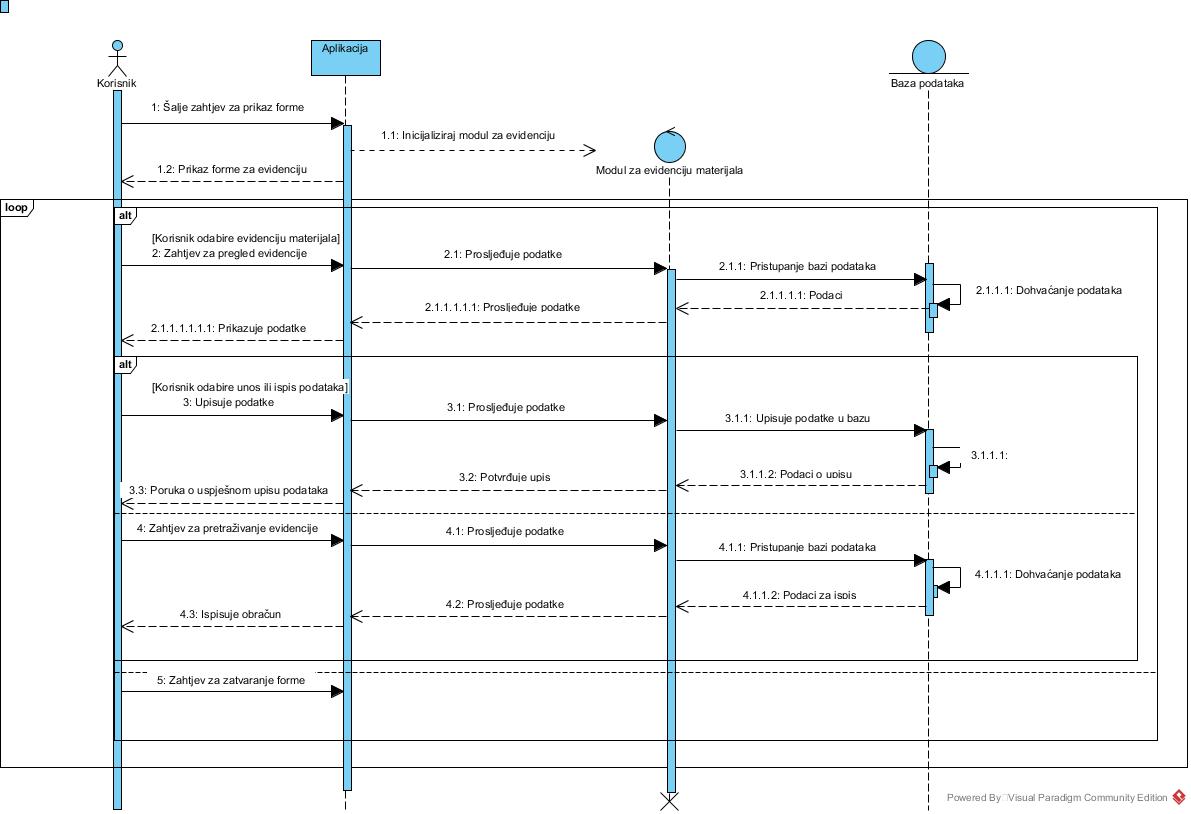 Korisnik
Aplikacija
Baza podataka
1: Šalje zahtjev za prikaz forme
1.1: Inicijaliziraj modul za evidenciju
Modul za evidenciju materijala
1.2: Prikaz forme za evidenciju
loop
alt
[Korisnik odabire evidenciju materijala]
2: Zahtjev za pregled evidencije
2.1: Prosljeđuje podatke
2.1.1: Pristupanje bazi podataka
2.1.1.1: Dohvaćanje podataka
2.1.1.1.1: Podaci
2.1.1.1.1.1: Prosljeđuje podatke
2.1.1.1.1.1.1: Prikazuje podatke
alt
[Korisnik odabire unos ili ispis podataka]
3: Upisuje podatke
3.1: Prosljeđuje podatke
3.1.1: Upisuje podatke u bazu
3.1.1.1:
3.1.1.2: Podaci o upisu
3.2: Potvrđuje upis
3.3: Poruka o uspješnom upisu podataka
4: Zahtjev za pretraživanje evidencije
4.1: Prosljeđuje podatke
4.1.1: Pristupanje bazi podataka
4.1.1.1: Dohvaćanje podataka
4.1.1.2: Podaci za ispis
4.2: Prosljeđuje podatke
4.3: Ispisuje obračun
5: Zahtjev za zatvaranje forme
Powered By Visual Paradigm Community Edition